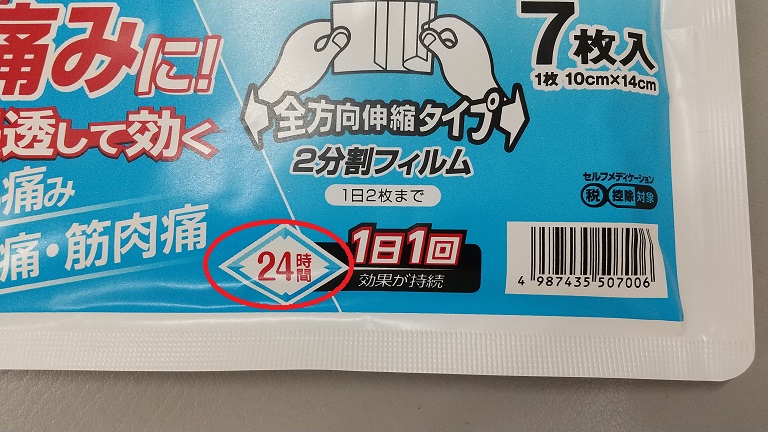 痛みに!
透して効く
痛み
痛・筋肉痛
7枚入
1枚 10cm×14cm
全方向伸縮タイプ
2分割フィルム
1日2枚まで
セルフメディケーション
税 控除 対象
24時間
1日1回
効果が持続
4 987435 507006